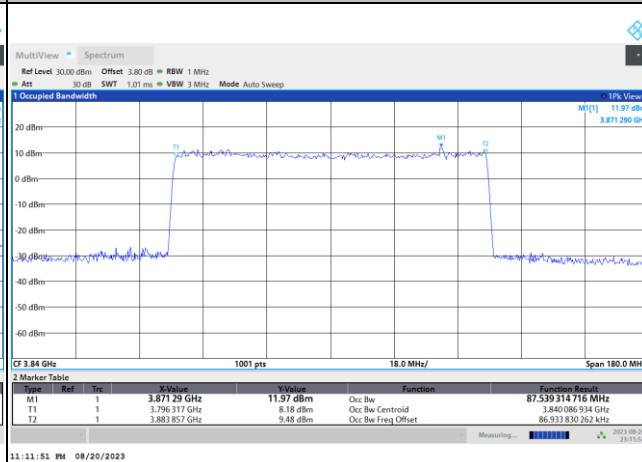 MultiView Spectrum
Ref Level 30.00 dBm Offset 3.80 dB RBW 1 MHz
Att 30 dB SWT 1.01 ms VBW 3 MHz Mode Auto Sweep
1 Occupied Bandwidth 1Pk View
M1[1] 11.97 dB
3.871 290 GH
20 dBm
10 dBm
0 dBm
-10 dBm
-20 dBm
-30 dBm
-40 dBm
-50 dBm
-60 dBm
T1 M1 T2
CF 3.84 GHz 1001 pts 18.0 MHz/ Span 180.0 MH
2 Marker Table
Type Ref Trc X-Value Y-Value Function Function Result
M1 1 3.871 29 GHz 11.97 dBm Occ Bw 87.539 314 716 MHz
T1 1 3.796 317 GHz 8.18 dBm Occ Bw Centroid 3.840 086 934 GHz
T2 1 3.883 857 GHz 9.48 dBm Occ Bw Freq Offset 86.933 830 262 kHz
Measuring... 2023-08-2
23:11:5
11:11:51 PM 08/20/2023